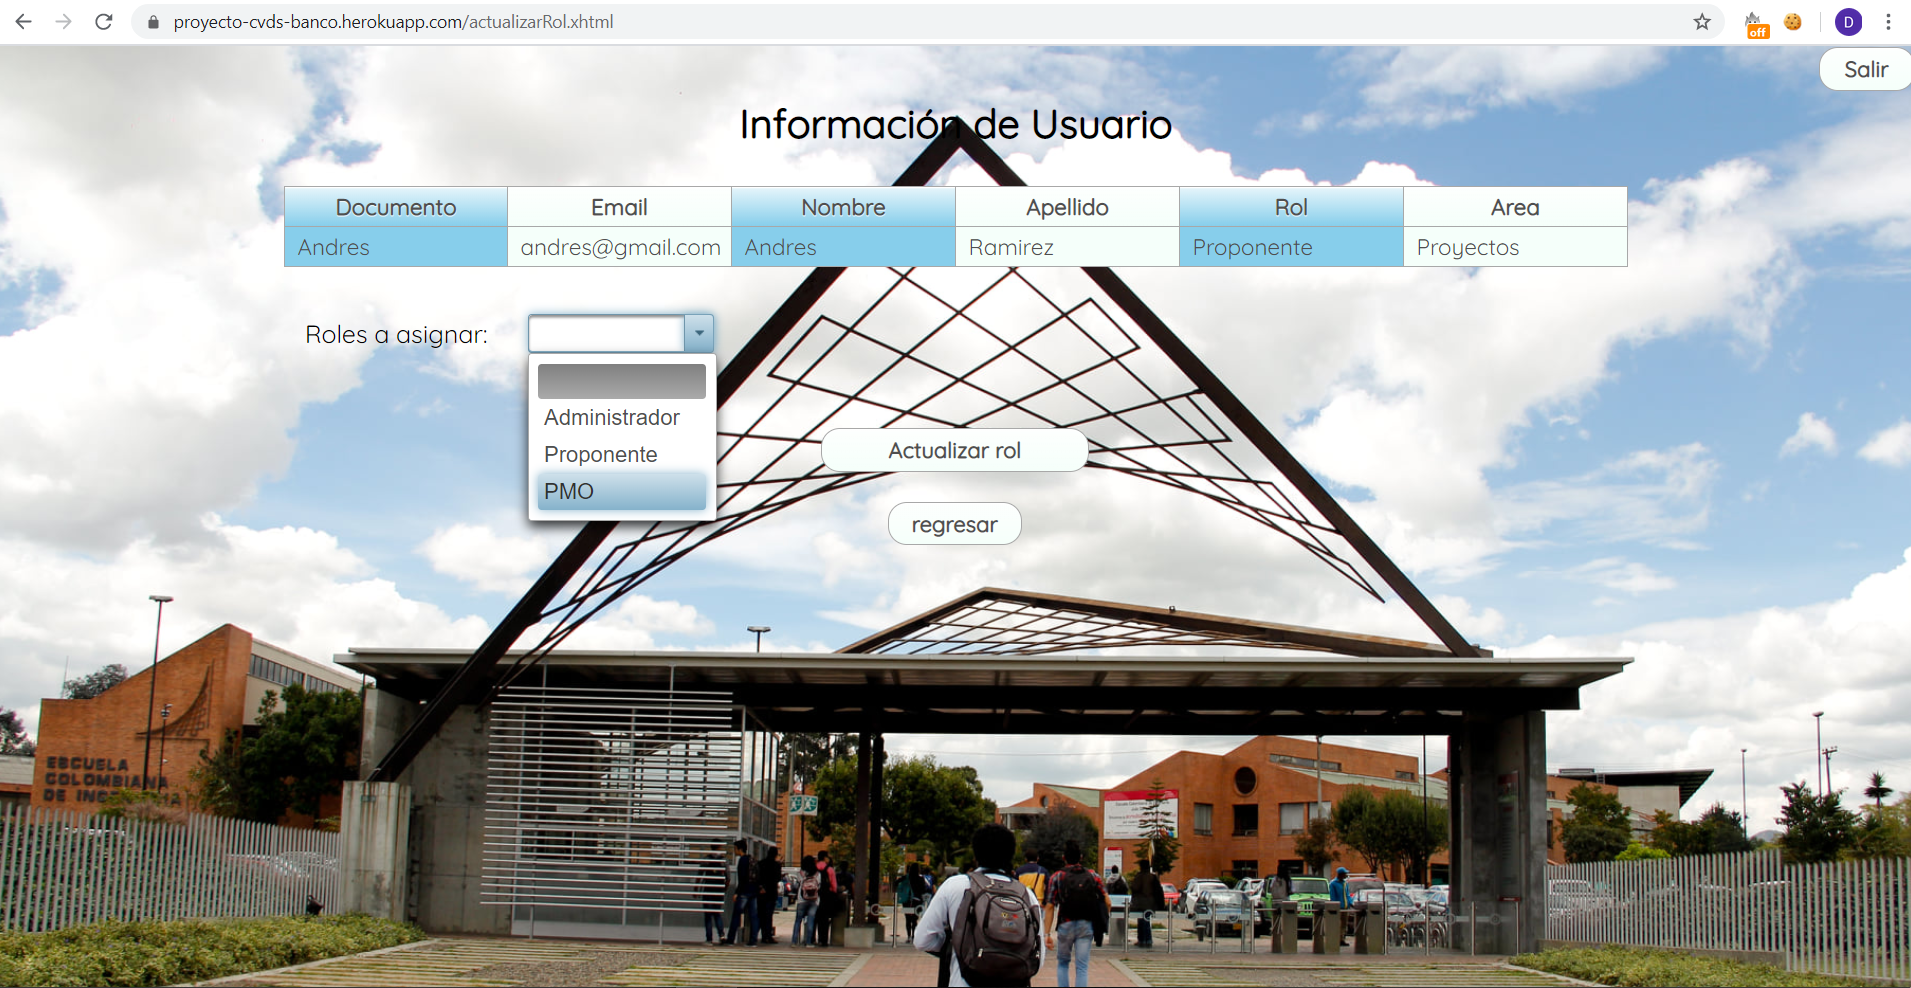 proyecto-cvds-banco.herokuapp.com/actualizarRol.xhtml
off
D
Salir
Información de Usuario
Documento Email Nombre Apellido Rol Area
Andres andres@gmail.com Andres Ramirez Proponente Proyectos
Roles a asignar:
Administrador
Proponente
PMO
Actualizar rol
regresar
ESCUELA
COLOMBIANA
DE INGENIERIA